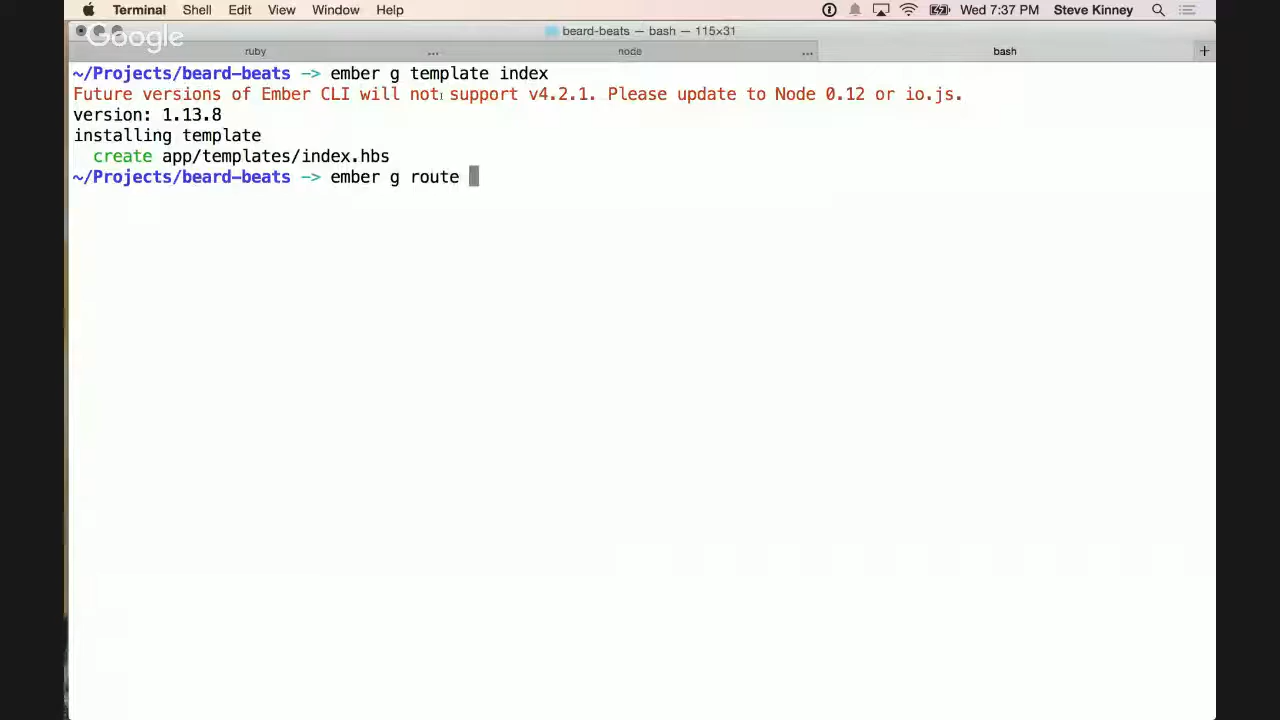 Terminal Shell Edit View Window Help Wed 7:37 PM Steve Kinney
Google
beard-beats — bash — 115×31
ruby ... node ... bash +
~/Projects/beard-beats -> ember g template index
Future versions of Ember CLI will not support v4.2.1. Please update to Node 0.12 or io.js.
version: 1.13.8
installing template
create app/templates/index.hbs
~/Projects/beard-beats -> ember g route